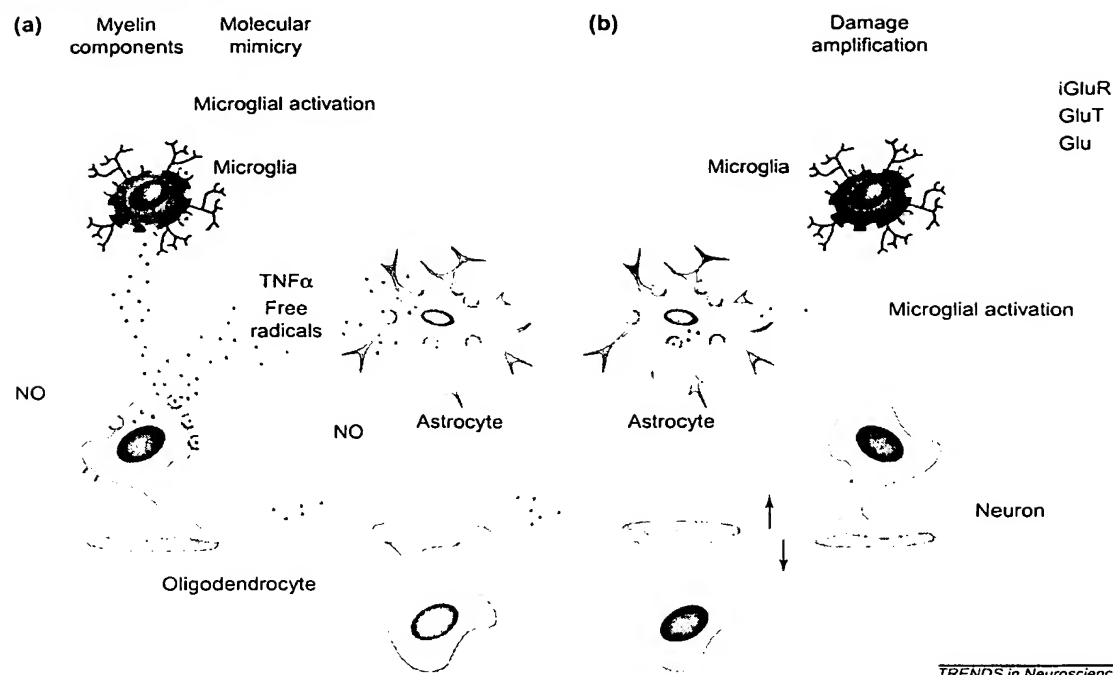 (a)
Myelin
components
Molecular
mimicry
Microglial activation
Microglia
TNFα
Free
radicals
NO
NO
Astrocyte
Oligodendrocyte
(b)
Damage
amplification
iGluR
GluT
Glu
Microglia
Microglial activation
Astrocyte
Neuron
TRENDS in Neuroscience